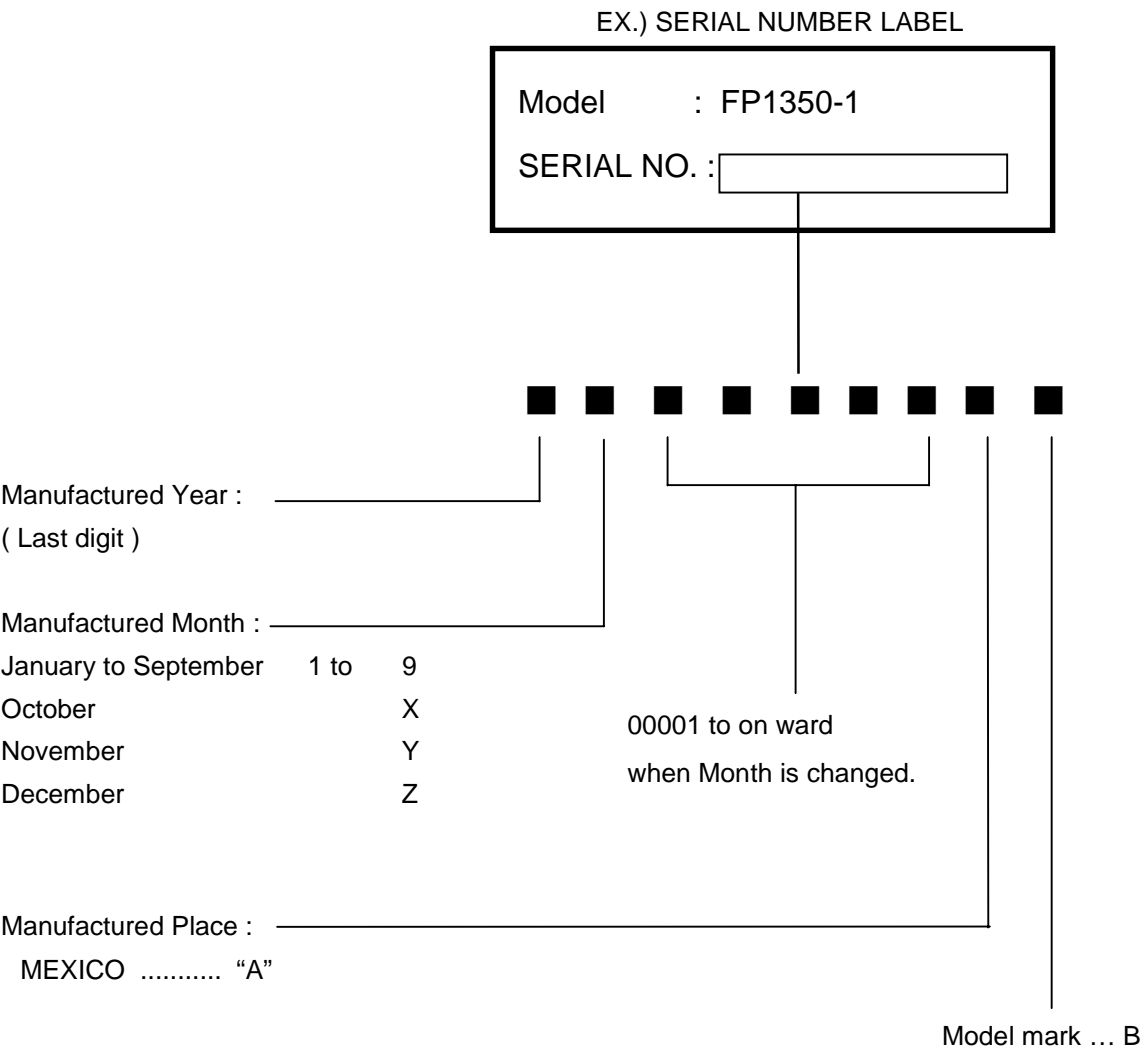 EX.) SERIAL NUMBER LABEL
Model : FP1350-1
SERIAL NO. :
Manufactured Year :
( Last digit )
Manufactured Month :
January to September 1 to 9
October X
November Y
December Z
00001 to on ward
when Month is changed.
Manufactured Place :
MEXICO ........... “A”
Model mark … B